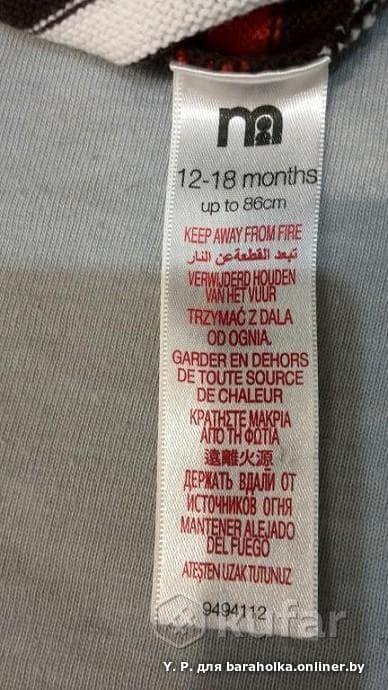 m
12-18 months
up to 86cm
KEEP AWAY FROM FIRE
تبعد القطعة عن النار
VERWIJDERD HOUDEN
VAN HET VUUR
TRZYMAĆ Z DALA
OD OGNIA.
GARDER EN DEHORS
DE TOUTE SOURCE
DE CHALEUR
ΚΡΑΤΗΣΤΕ ΜΑΚΡΙΑ
ΑΠΟ ΤΗ ΦΩΤΙΑ
遠離火源
ДЕРЖАТЬ ВДАЛИ ОТ
ИСТОЧНИКОВ ОГНЯ
MANTENER ALEJADO
DEL FUEGO
ATEŞTEN UZAK TUTUNUZ
9494112
kufar
Y. P. для baraholka.onliner.by